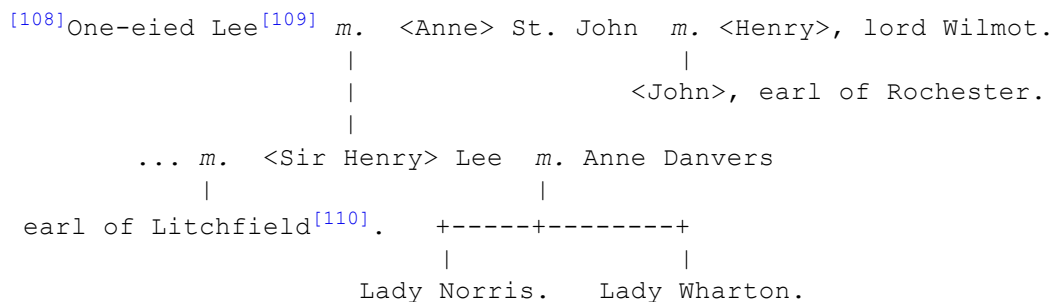 [108]One-eied Lee[109] m. <Anne> St. John m. <Henry>, lord Wilmot.
| |
| <John>, earl of Rochester.
|
... m. <Sir Henry> Lee m. Anne Danvers
| |
earl of Litchfield[110]. +-----+--------+
| |
Lady Norris. Lady Wharton.